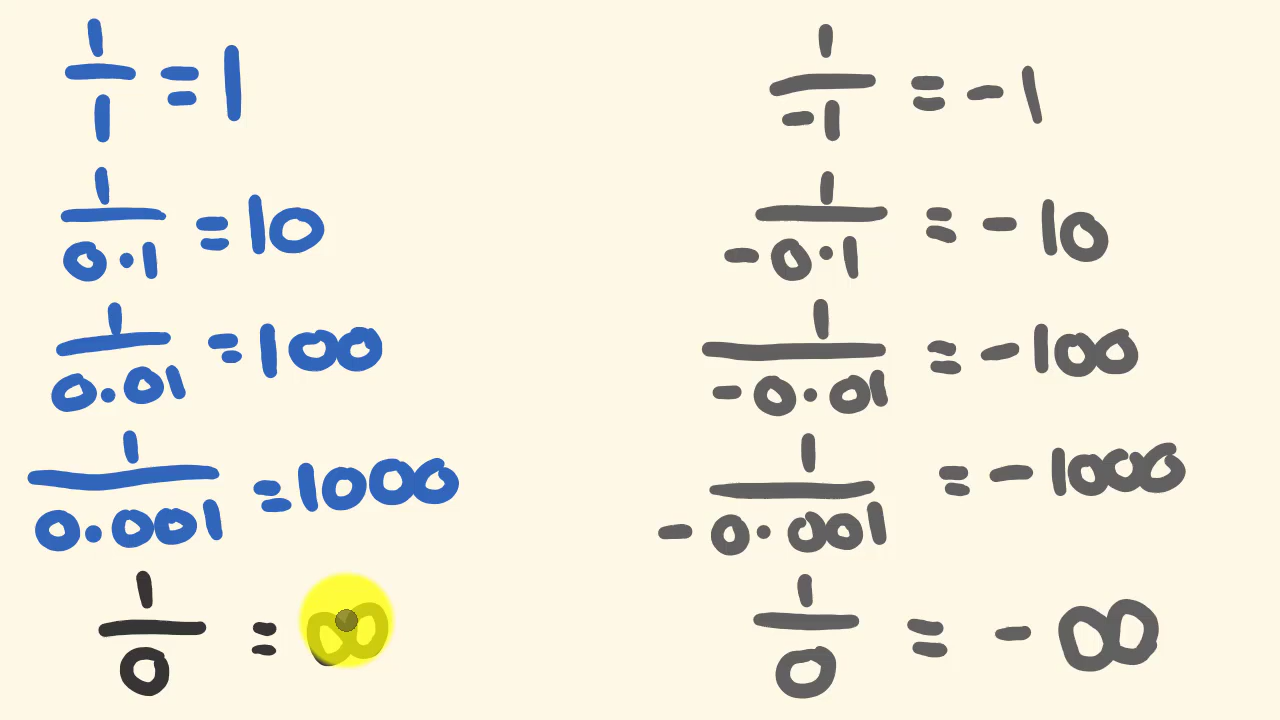 1/1 = 1
1/0.1 = 10
1/0.01 = 100
1/0.001 = 1000
1/0 = ∞
1/-1 = -1
1/-0.1 = -10
1/-0.01 = -100
1/-0.001 = -1000
1/0 = -∞